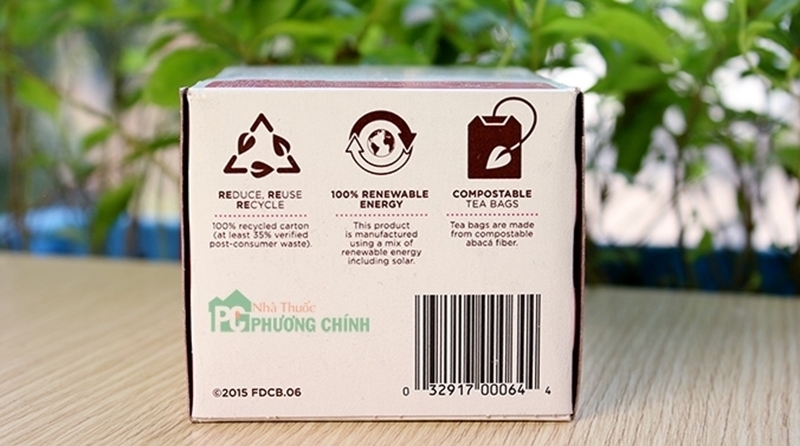 REDUCE, REUSE
RECYCLE
100% recycled carton
(at least 35% verified
post-consumer waste).
100% RENEWABLE
ENERGY
This product
is manufactured
using a mix of
renewable energy
including solar.
COMPOSTABLE
TEA BAGS
Tea bags are made
from compostable
abacá fiber.
PC
Nhà Thuốc
PHƯƠNG CHÍNH
©2015 FDCB.06
0 32917 00064 4